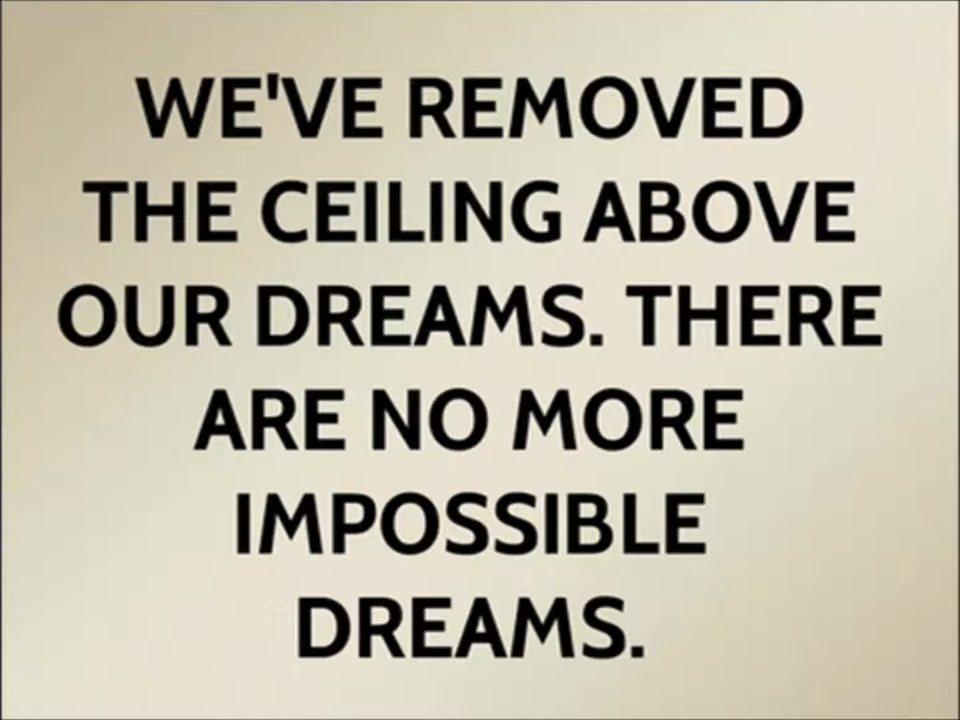 WE'VE REMOVED
THE CEILING ABOVE
OUR DREAMS. THERE
ARE NO MORE
IMPOSSIBLE
DREAMS.